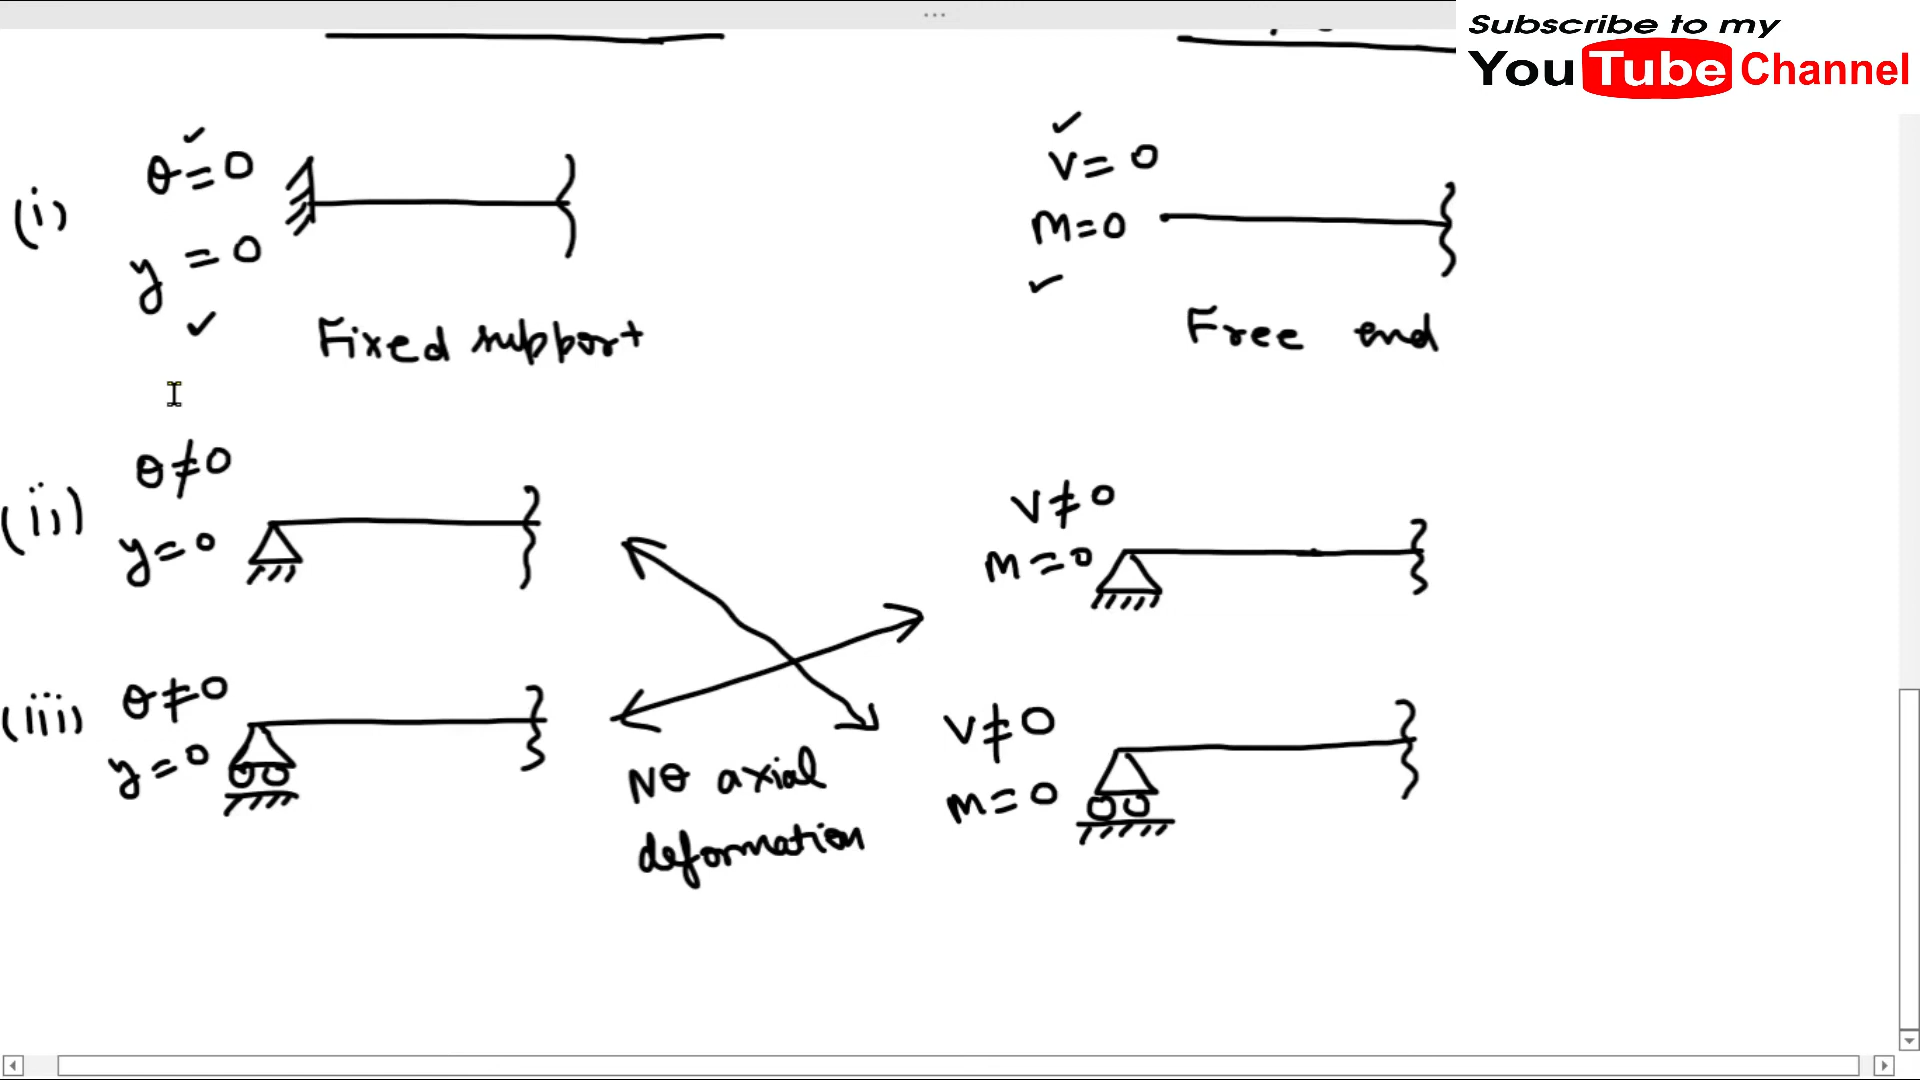 Subscribe to my
YouTube Channel
(i)
θ = 0
y = 0
Fixed support
V = 0
M = 0
Free end
(ii)
θ ≠ 0
y = 0
V ≠ 0
M = 0
(iii)
θ ≠ 0
y = 0
No axial
deformation
V ≠ 0
M = 0